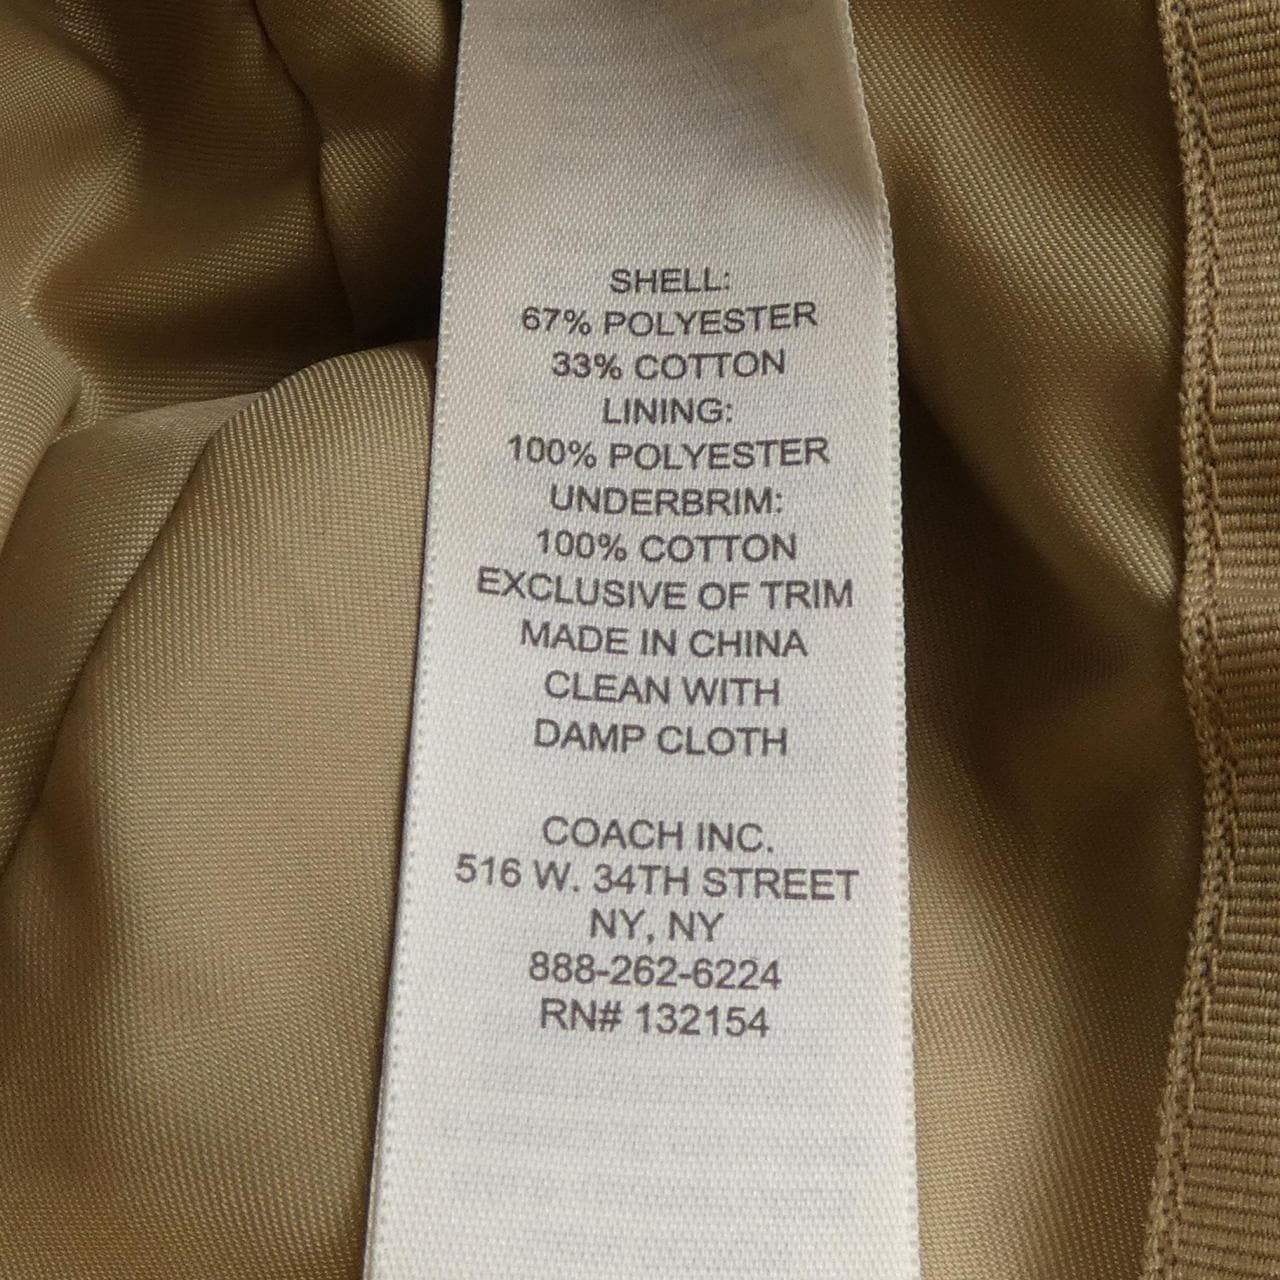 SHELL:
67% POLYESTER
33% COTTON
LINING:
100% POLYESTER
UNDERBRIM:
100% COTTON
EXCLUSIVE OF TRIM
MADE IN CHINA
CLEAN WITH
DAMP CLOTH
COACH INC.
516 W. 34TH STREET
NY, NY
888-262-6224
RN# 132154